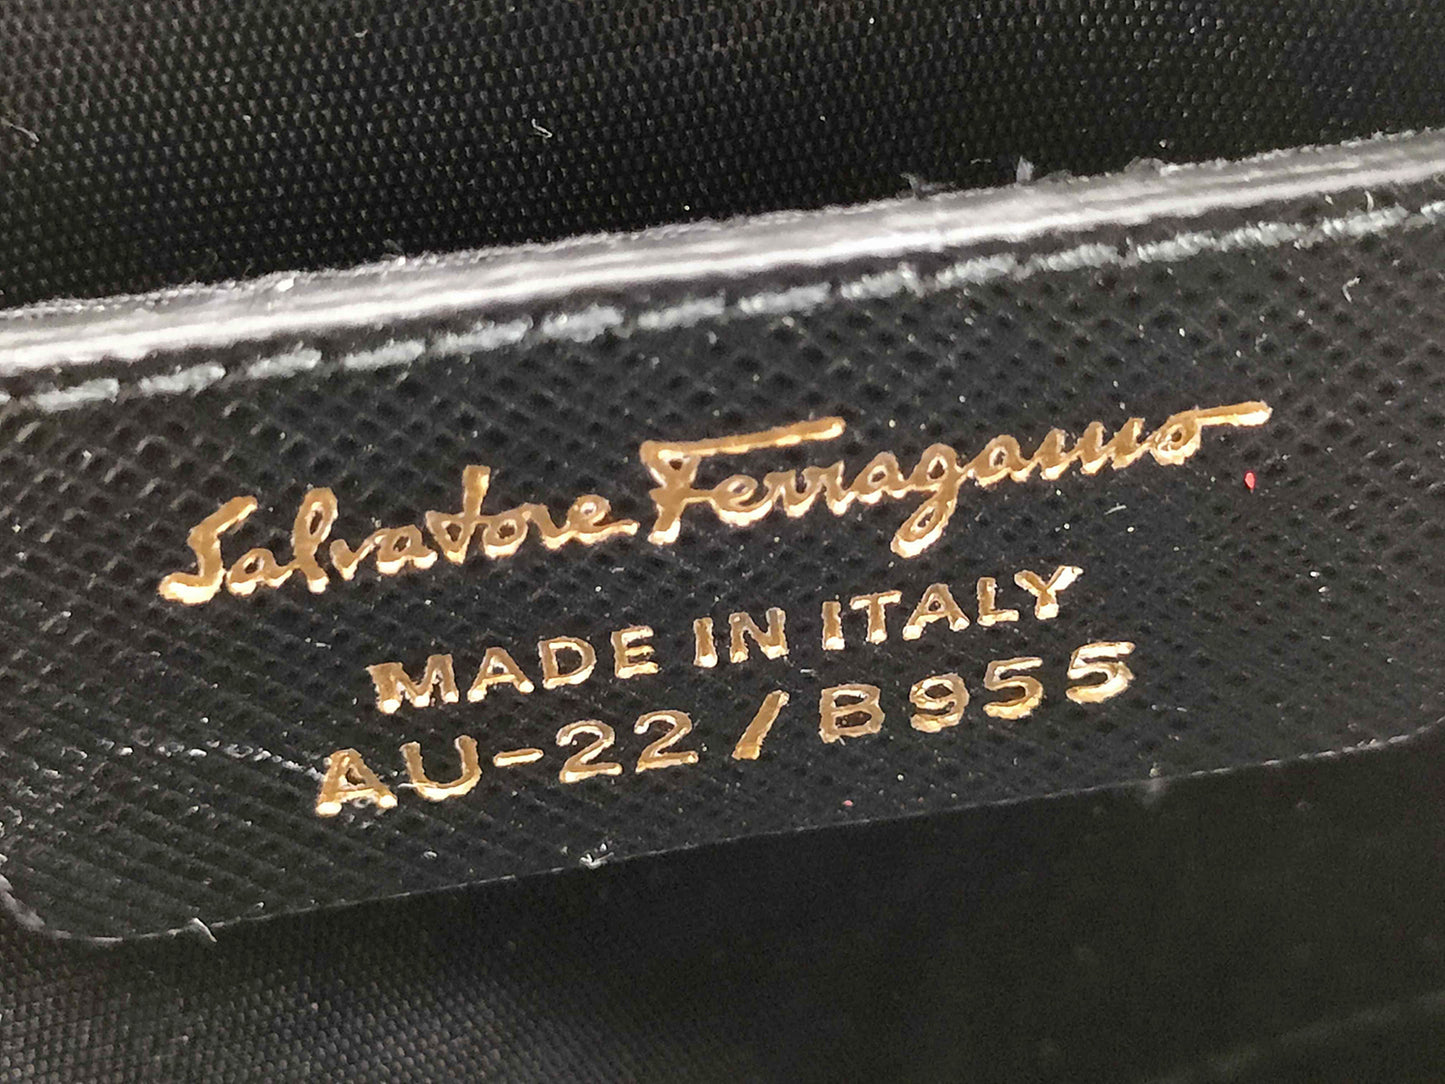 Salvatore Ferragamo
MADE IN ITALY
AU-22/B955